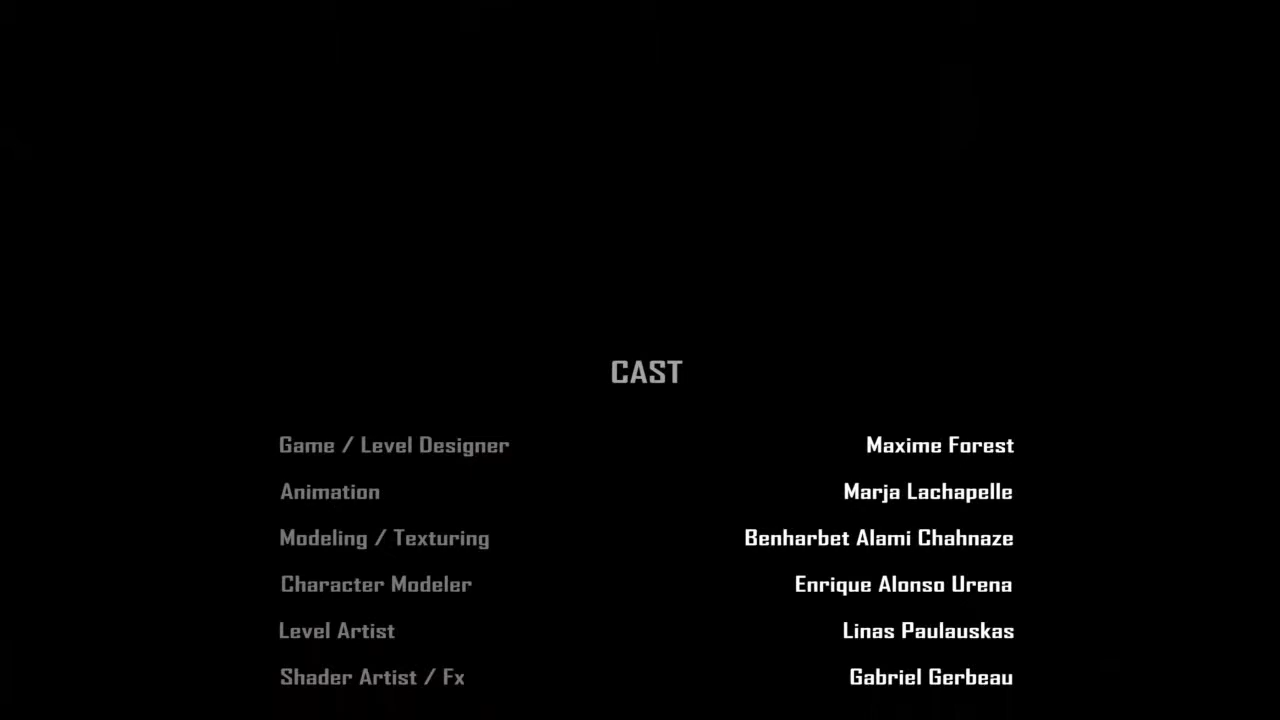 CAST
Game / Level Designer Maxime Forest
Animation Marja Lachapelle
Modeling / Texturing Benharbet Alami Chahnaze
Character Modeler Enrique Alonso Urena
Level Artist Linas Paulauskas
Shader Artist / Fx Gabriel Gerbeau